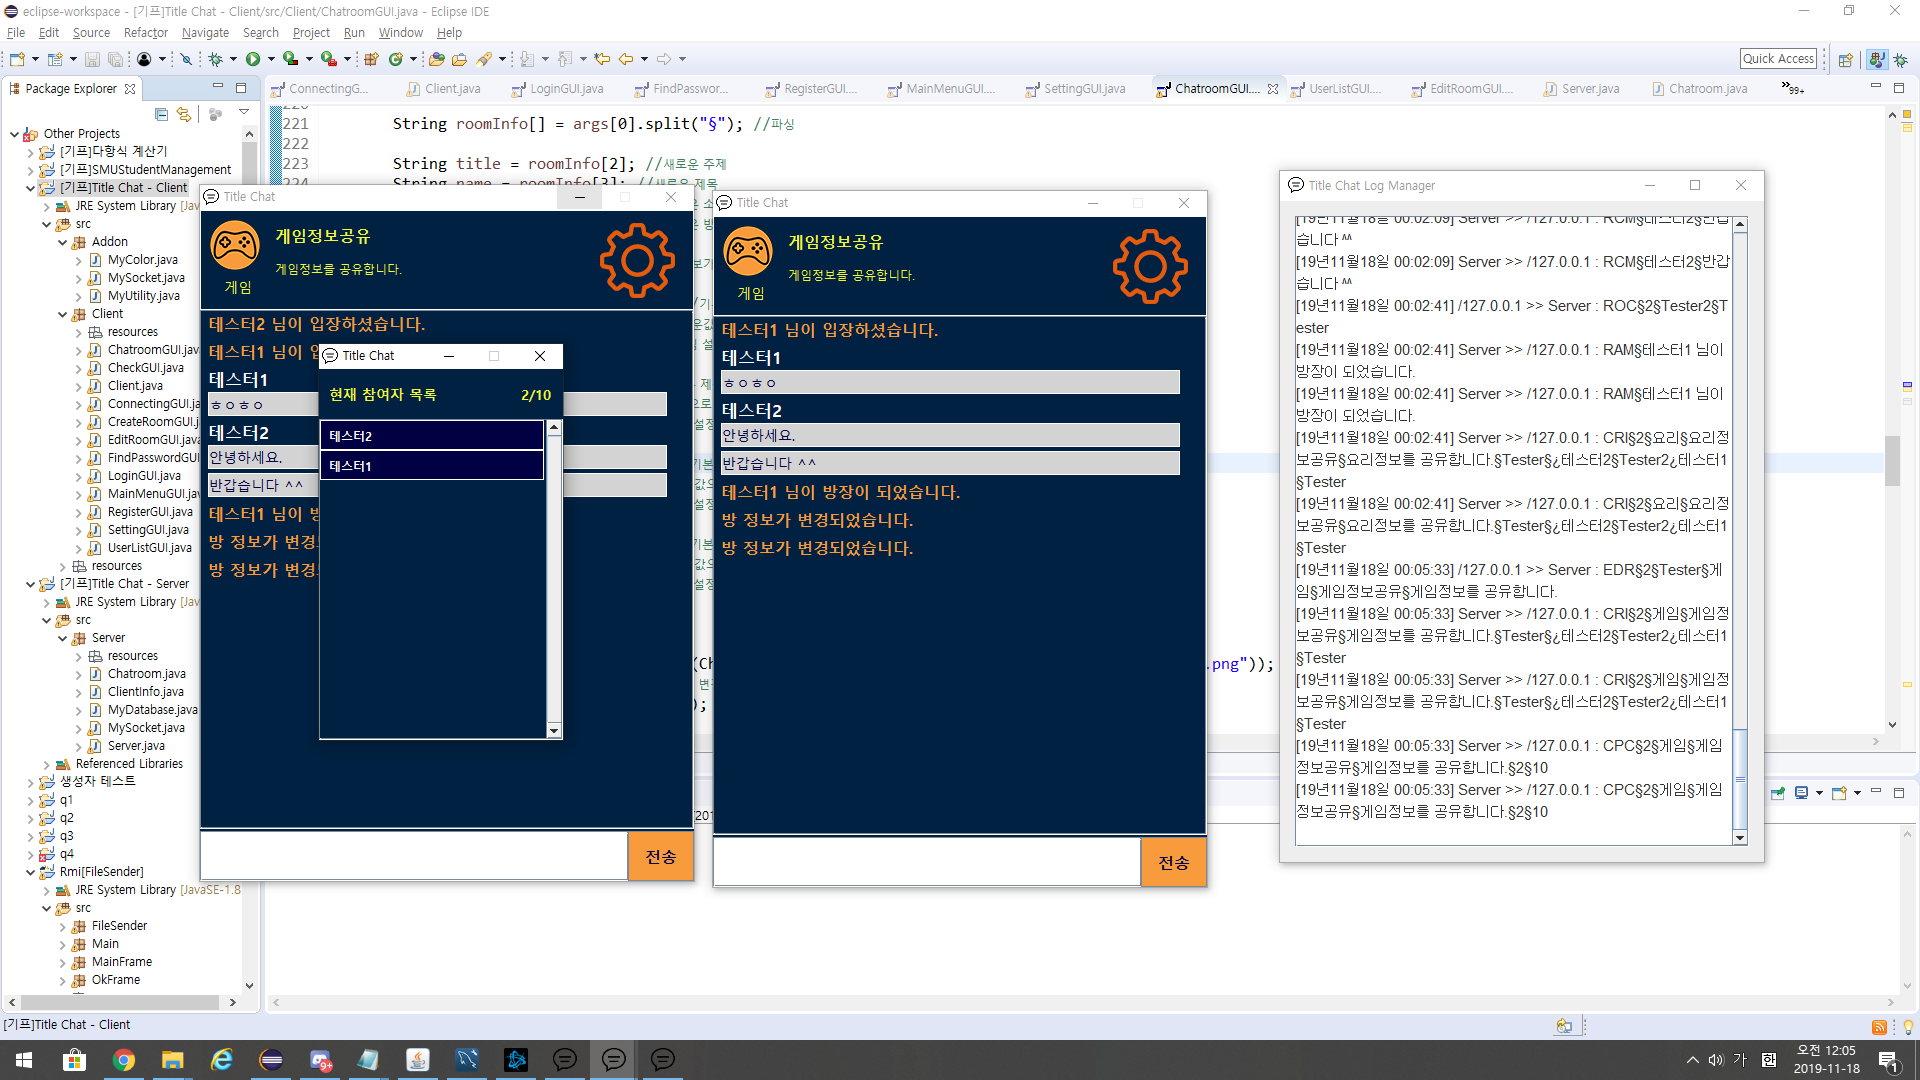 eclipse-workspace - [기프]Title Chat - Client/src/Client/ChatroomGUI.java - Eclipse IDE
File Edit Source Refactor Navigate Search Project Run Window Help
Quick Access
Package Explorer
ConnectingG... Client.java LoginGUI.java FindPasswor... RegisterGUI.... MainMenuGUI.... SettingGUI.java ChatroomGUI.... UserListGUI.... EditRoomGUI.... Server.java Chatroom.java 99+
Other Projects
[기프]다항식 계산기
[기프]SMUStudentManagement
[기프]Title Chat - Client
JRE System Library [Jav
src
Addon
MyColor.java
MySocket.java
MyUtility.java
Client
resources
ChatroomGUI.ja
CheckGUI.java
Client.java
ConnectingGUI.
CreateRoomGU.
EditRoomGUI.ja
FindPasswordGUI
LoginGUI.java
MainMenuGUI.j
RegisterGUI.java
SettingGUI.java
UserListGUI.java
resources
[기프]Title Chat - Server
JRE System Library [Jav
src
Server
resources
Chatroom.java
ClientInfo.java
MyDatabase.java
MySocket.java
Server.java
Referenced Libraries
생성자 테스트
q1
q2
q3
q4
Rmi[FileSender]
JRE System Library [JavaSE-1.8
src
FileSender
Main
MainFrame
OkFrame
221 String roomInfo[] = args[0].split("§"); //파싱
222
223 String title = roomInfo[2]; //새로운 주제
224 String name = roomInfo[3]; //새로운 제목
(Ch
.png"));
);
Title Chat
게임정보공유
게임정보를 공유합니다.
게임
테스터2 님이 입장하셨습니다.
테스터1 님이 입
테스터1
ㅎㅇㅎㅇ
테스터2
안녕하세요.
반갑습니다 ^^
테스터1 님이 방
방 정보가 변경
방 정보가 변경
전송
Title Chat
현재 참여자 목록 2/10
테스터2
테스터1
Title Chat
게임정보공유
게임정보를 공유합니다.
게임
테스터1 님이 입장하셨습니다.
테스터1
ㅎㅇㅎㅇ
테스터2
안녕하세요.
반갑습니다 ^^
테스터1 님이 방장이 되었습니다.
방 정보가 변경되었습니다.
방 정보가 변경되었습니다.
전송
Title Chat Log Manager
[19년11월18일 00:02:09] Server >> /127.0.0.1 : RCM§테스터2§반갑
습니다 ^^
[19년11월18일 00:02:09] Server >> /127.0.0.1 : RCM§테스터2§반갑
습니다 ^^
[19년11월18일 00:02:41] /127.0.0.1 >> Server : ROC§2§Tester2§T
ester
[19년11월18일 00:02:41] Server >> /127.0.0.1 : RAM§테스터1 님이
방장이 되었습니다.
[19년11월18일 00:02:41] Server >> /127.0.0.1 : RAM§테스터1 님이
방장이 되었습니다.
[19년11월18일 00:02:41] Server >> /127.0.0.1 : CRI§2§요리§요리정
보공유§요리정보를 공유합니다.§Tester§¿테스터2§Tester2¿테스터1
§Tester
[19년11월18일 00:02:41] Server >> /127.0.0.1 : CRI§2§요리§요리정
보공유§요리정보를 공유합니다.§Tester§¿테스터2§Tester2¿테스터1
§Tester
[19년11월18일 00:05:33] /127.0.0.1 >> Server : EDR§2§Tester§게
임§게임정보공유§게임정보를 공유합니다.
[19년11월18일 00:05:33] Server >> /127.0.0.1 : CRI§2§게임§게임정
보공유§게임정보를 공유합니다.§Tester§¿테스터2§Tester2¿테스터1
§Tester
[19년11월18일 00:05:33] Server >> /127.0.0.1 : CRI§2§게임§게임정
보공유§게임정보를 공유합니다.§Tester§¿테스터2§Tester2¿테스터1
§Tester
[19년11월18일 00:05:33] Server >> /127.0.0.1 : CPC§2§게임§게임
정보공유§게임정보를 공유합니다.§2§10
[19년11월18일 00:05:33] Server >> /127.0.0.1 : CPC§2§게임§게임
정보공유§게임정보를 공유합니다.§2§10
[기프]Title Chat - Client
9+
가
오전 12:05
2019-11-18
1